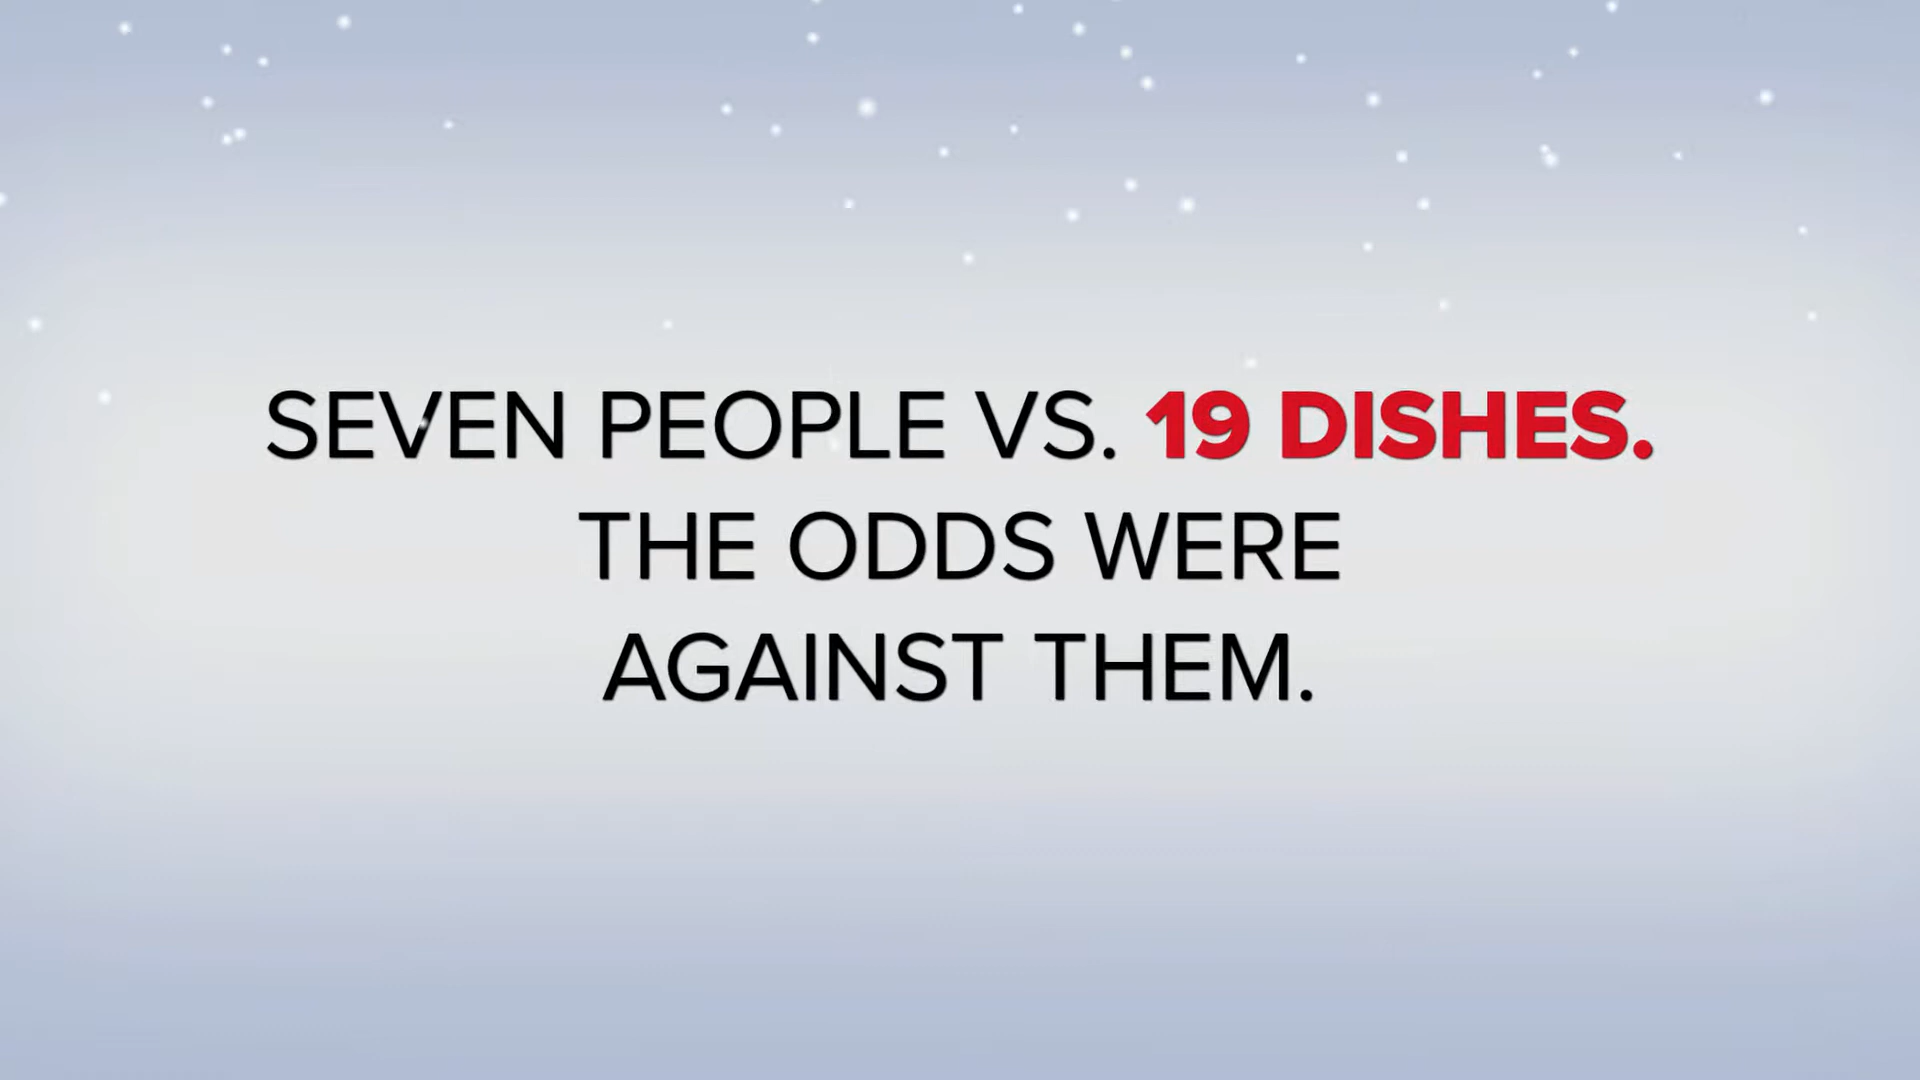 SEVEN PEOPLE VS. 19 DISHES.
THE ODDS WERE
AGAINST THEM.